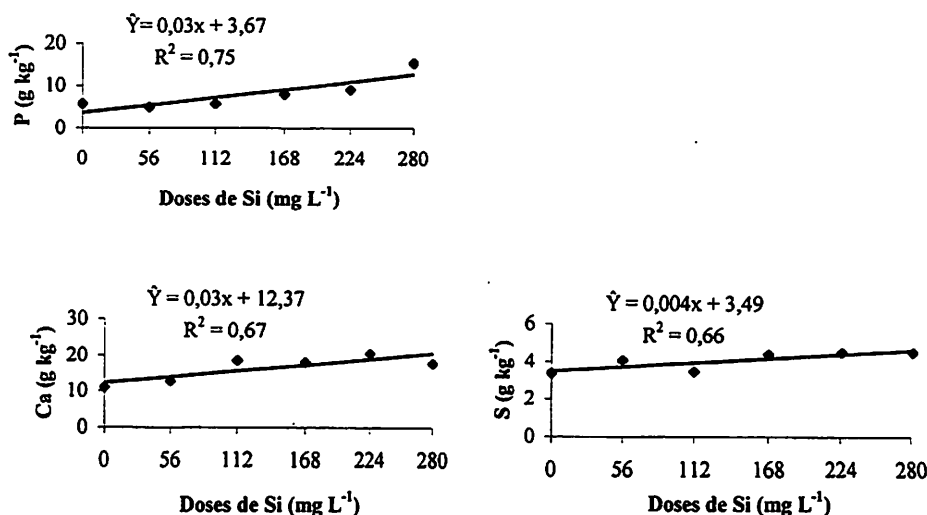 Ŷ= 0,03x + 3,67
R² = 0,75
P (g kg⁻¹)
20
10
0
0 56 112 168 224 280
Doses de Si (mg L⁻¹)
Ŷ = 0,03x + 12,37
R² = 0,67
Ca (g kg⁻¹)
30
20
10
0
0 56 112 168 224 280
Doses de Si (mg L⁻¹)
Ŷ = 0,004x + 3,49
R² = 0,66
S (g kg⁻¹)
6
4
2
0
0 56 112 168 224 280
Doses de Si (mg L⁻¹)